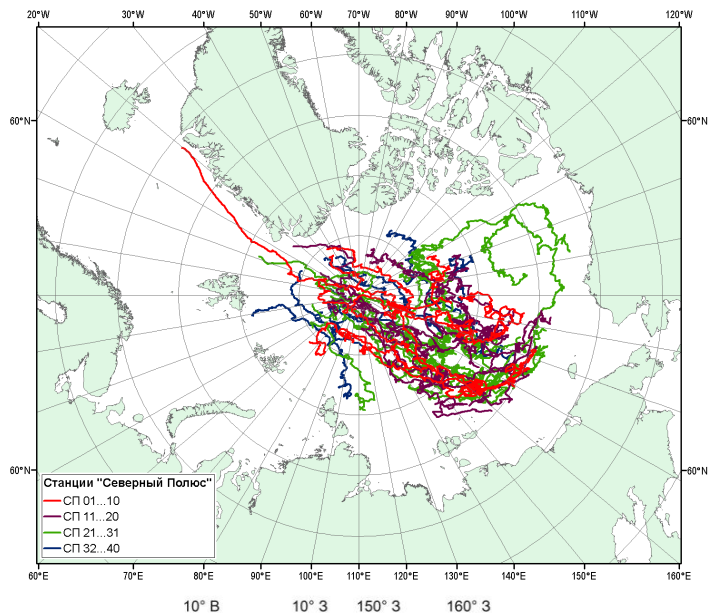 20°W 10°W 20°W 30°W 40°W 50°W 60°W 70°W 80°W 90°W 100°W 110°W 120°W
60°N 60°N
60°N 60°N
Станции "Северный Полюс"
СП 01...10
СП 11...20
СП 21...31
СП 32...40
60°E 70°E 80°E 90°E 100°E 110°E 120°E 130°E 140°E 150°E 160°E
10° В 10° З 150° З 160° З